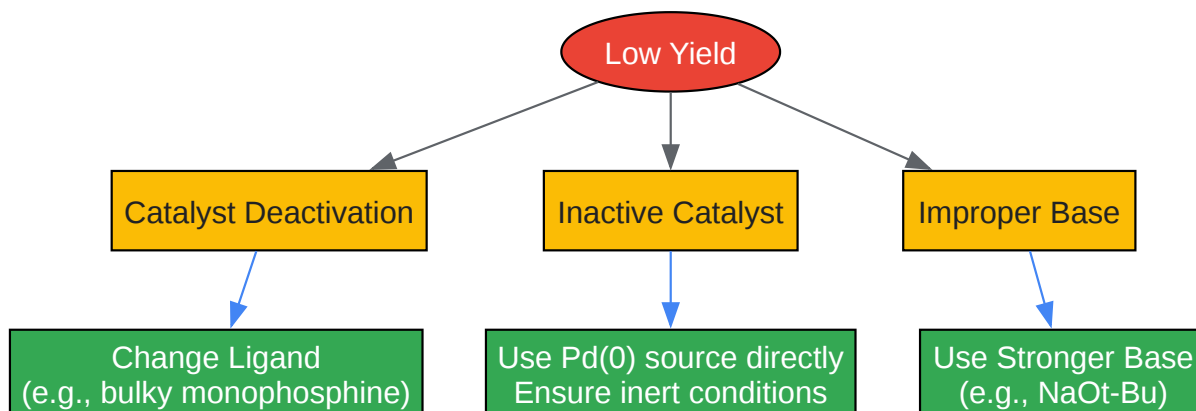 Low Yield
Catalyst Deactivation
Inactive Catalyst
Improper Base
Change Ligand
(e.g., bulky monophosphine)
Use Pd(0) source directly
Ensure inert conditions
Use Stronger Base
(e.g., NaOt-Bu)